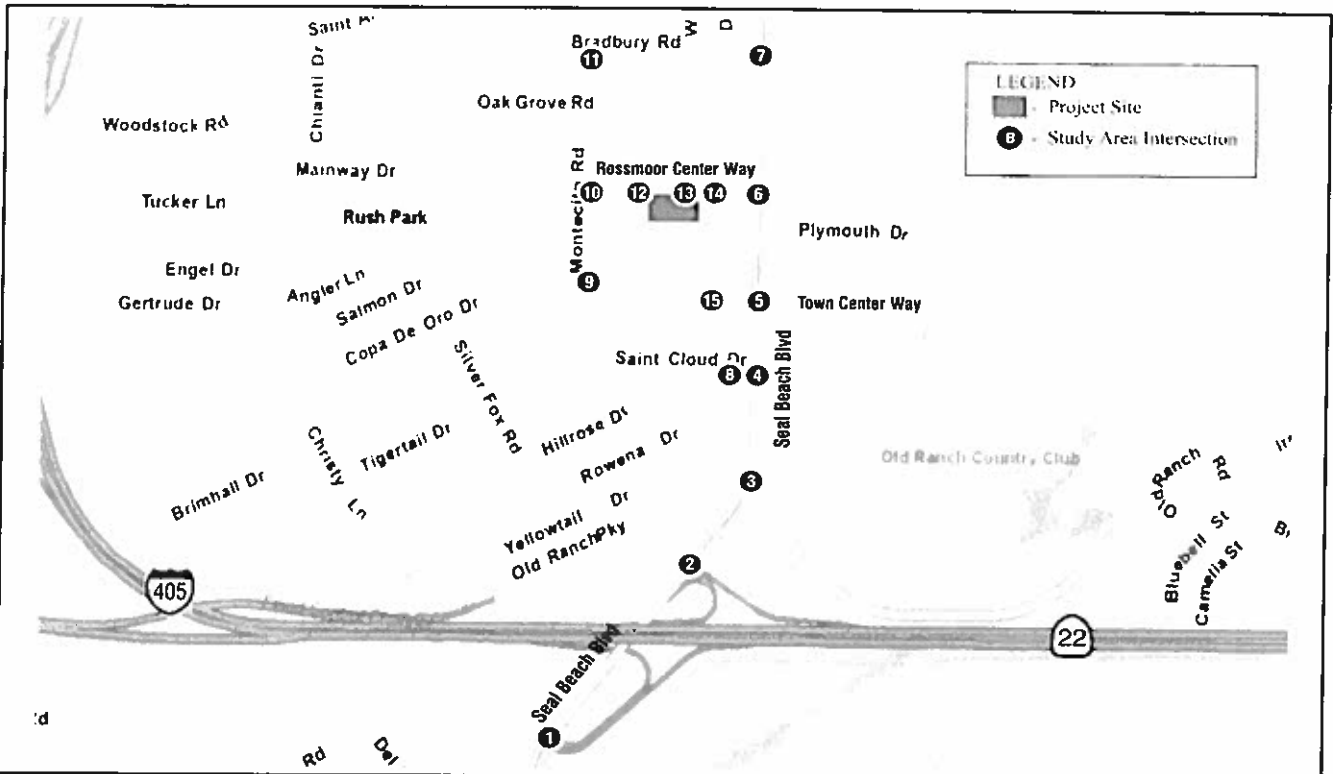 Saint
Bradbury Rd
W
D
11
7
Chianti Dr
Oak Grove Rd
LEGEND
- Project Site
8 - Study Area Intersection
Woodstock Rd
Mainway Dr
Rossmoor Center Way
Tucker Ln
Rush Park
10
12
13
14
6
Plymouth Dr
Engel Dr
Angler Ln
9
Gertrude Dr
Salmon Dr
15
5
Town Center Way
Copa De Oro Dr
Saint Cloud Dr
8
4
Seal Beach Blvd
Silver Fox Rd
Hillrose Dr
Christy Ln
Tigertail Dr
Rowena Dr
Old Ranch Country Club
Old Ranch Rd
3
Brimhall Dr
Yellowtail Dr
Old Ranch Pky
2
Bluebell St
Camelia St
405
22
Seal Beach Blvd
1
Rd
Del